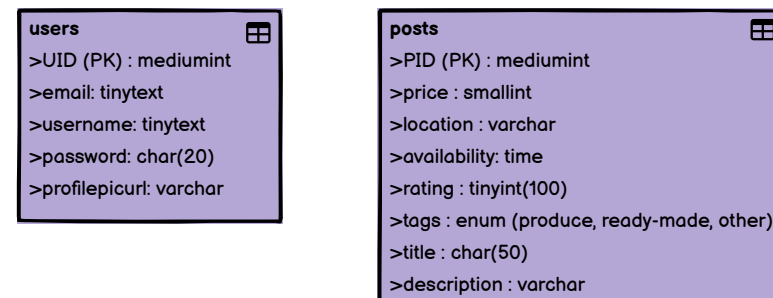 users
>UID (PK) : mediumint
>email: tinytext
>username: tinytext
>password: char(20)
>profilepicurl: varchar
posts
>PID (PK) : mediumint
>price : smallint
>location : varchar
>availability: time
>rating : tinyint(100)
>tags : enum (produce, ready-made, other)
>title : char(50)
>description : varchar